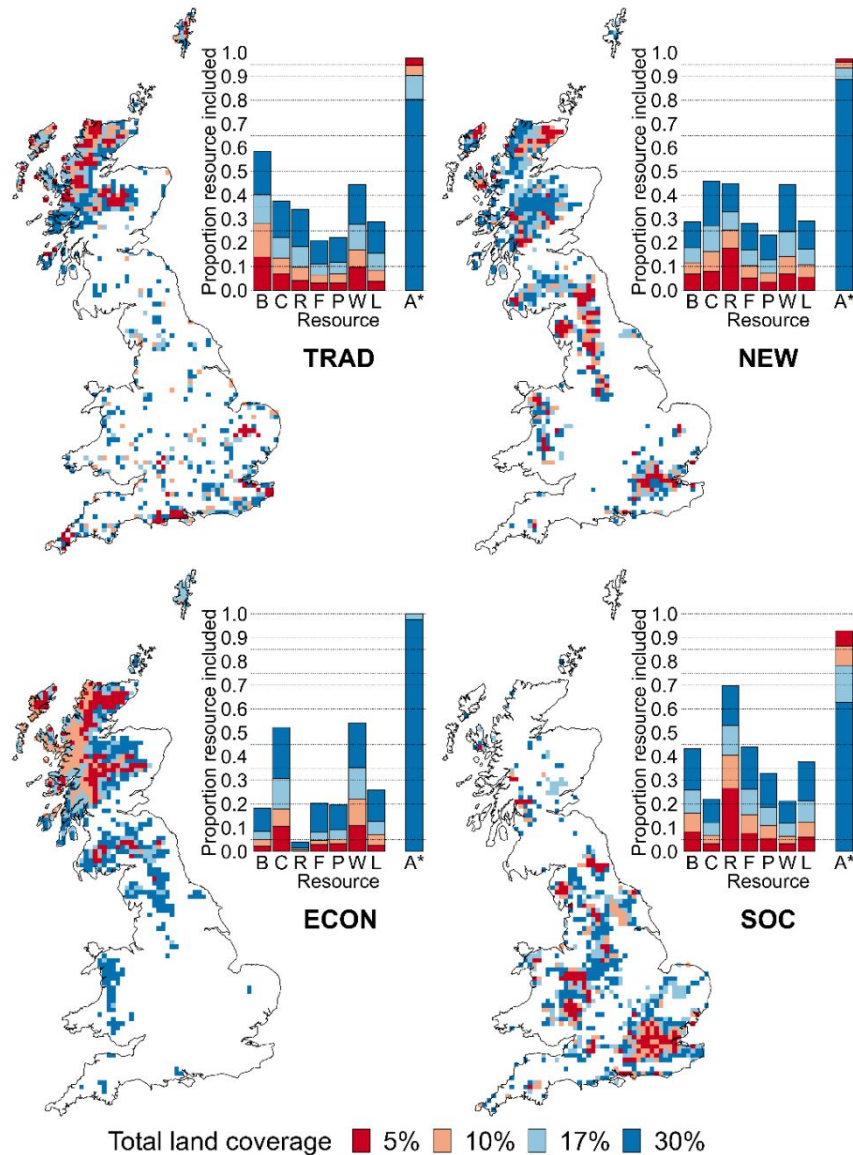 Proportion resource included
1.0
0.9
0.8
0.7
0.6
0.5
0.4
0.3
0.2
0.1
0.0
B C R F P W L A*
Resource
TRAD
Proportion resource included
1.0
0.9
0.8
0.7
0.6
0.5
0.4
0.3
0.2
0.1
0.0
B C R F P W L A*
Resource
NEW
Proportion resource included
1.0
0.9
0.8
0.7
0.6
0.5
0.4
0.3
0.2
0.1
0.0
B C R F P W L A*
Resource
ECON
Proportion resource included
1.0
0.9
0.8
0.7
0.6
0.5
0.4
0.3
0.2
0.1
0.0
B C R F P W L A*
Resource
SOC
Total land coverage 5% 10% 17% 30%